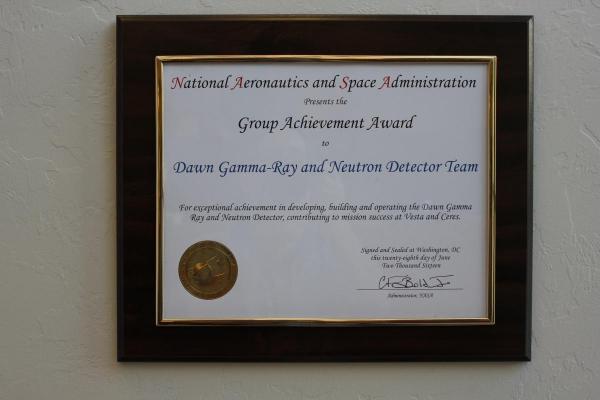 National Aeronautics and Space Administration
Presents the
Group Achievement Award
to
Dawn Gamma-Ray and Neutron Detector Team
For exceptional achievement in developing, building and operating the Dawn Gamma
Ray and Neutron Detector, contributing to mission success at Vesta and Ceres.
Signed and Sealed at Washington, DC
this twenty-eighth day of June
Two Thousand Sixteen
Administrator, NASA